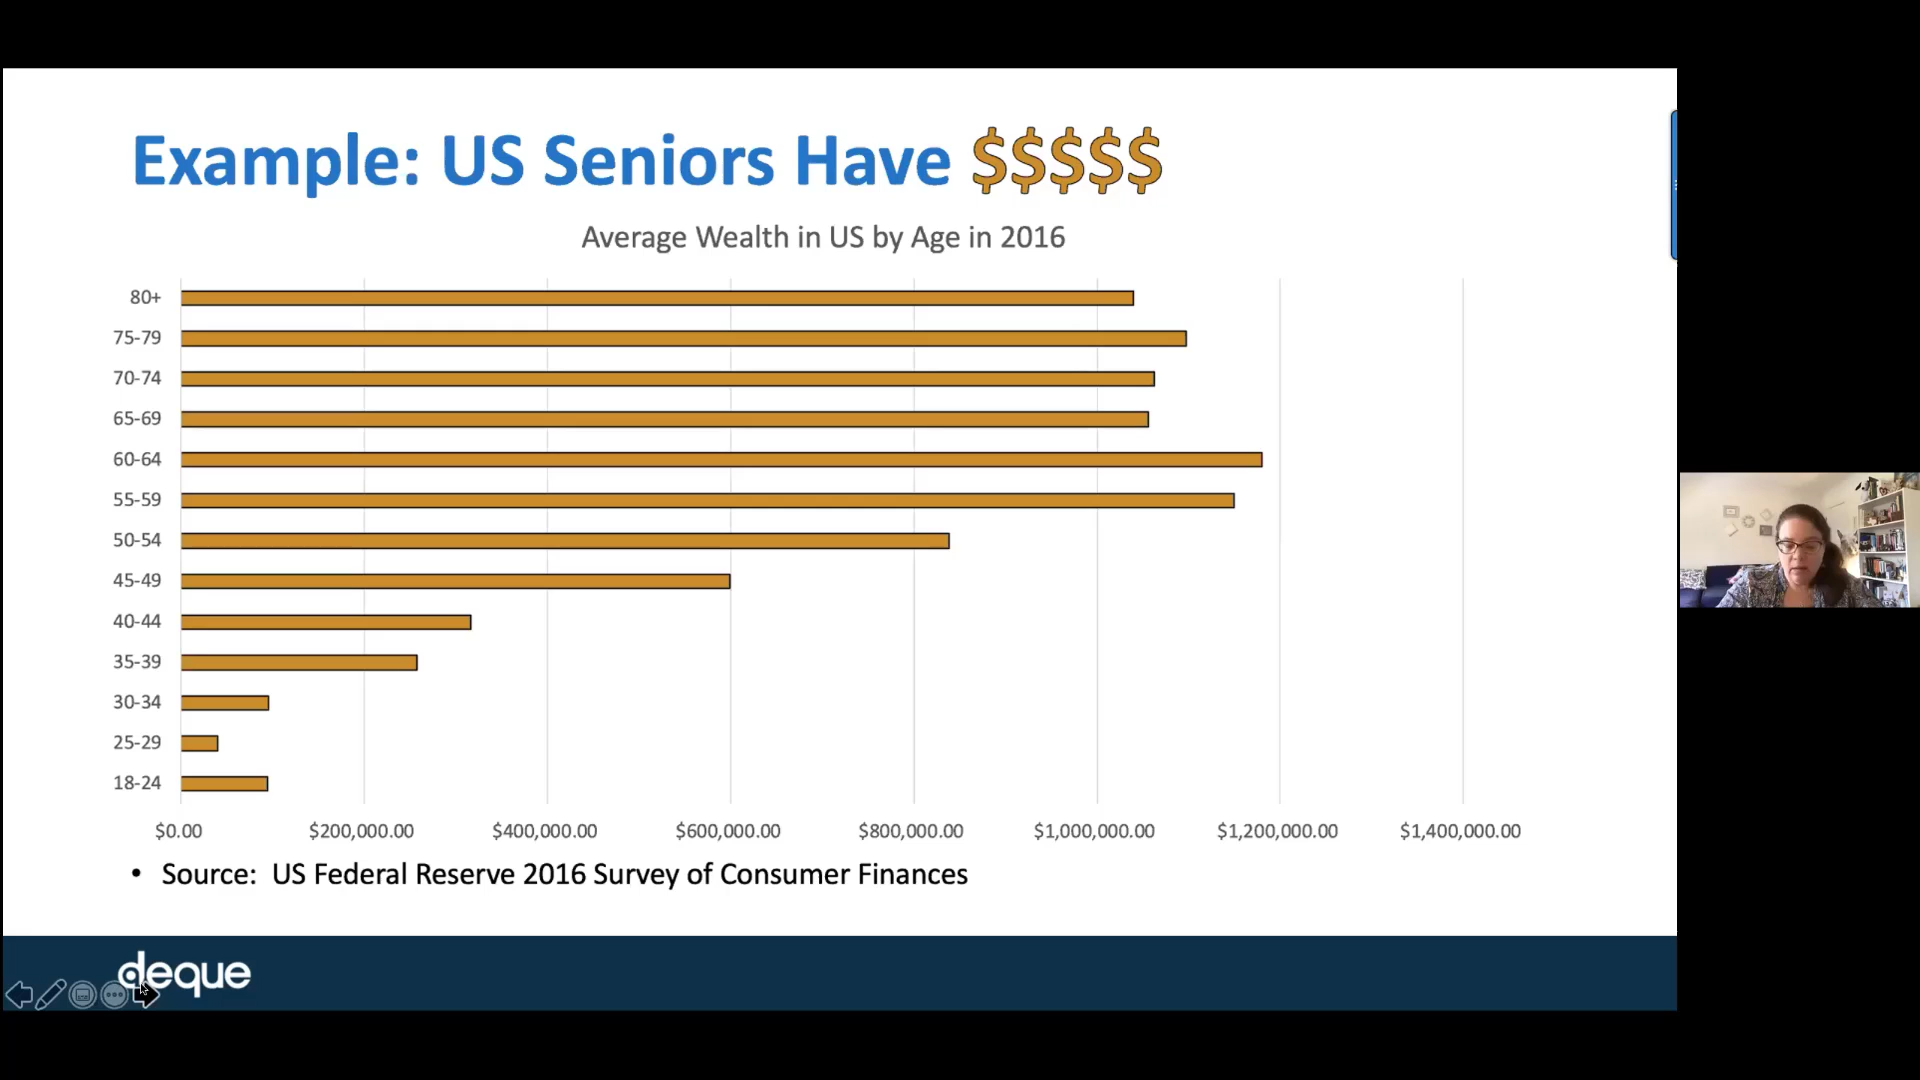 Example: US Seniors Have $$$$$
Average Wealth in US by Age in 2016
80+
75-79
70-74
65-69
60-64
55-59
50-54
45-49
40-44
35-39
30-34
25-29
18-24
$0.00 $200,000.00 $400,000.00 $600,000.00 $800,000.00 $1,000,000.00 $1,200,000.00 $1,400,000.00
• Source: US Federal Reserve 2016 Survey of Consumer Finances
deque